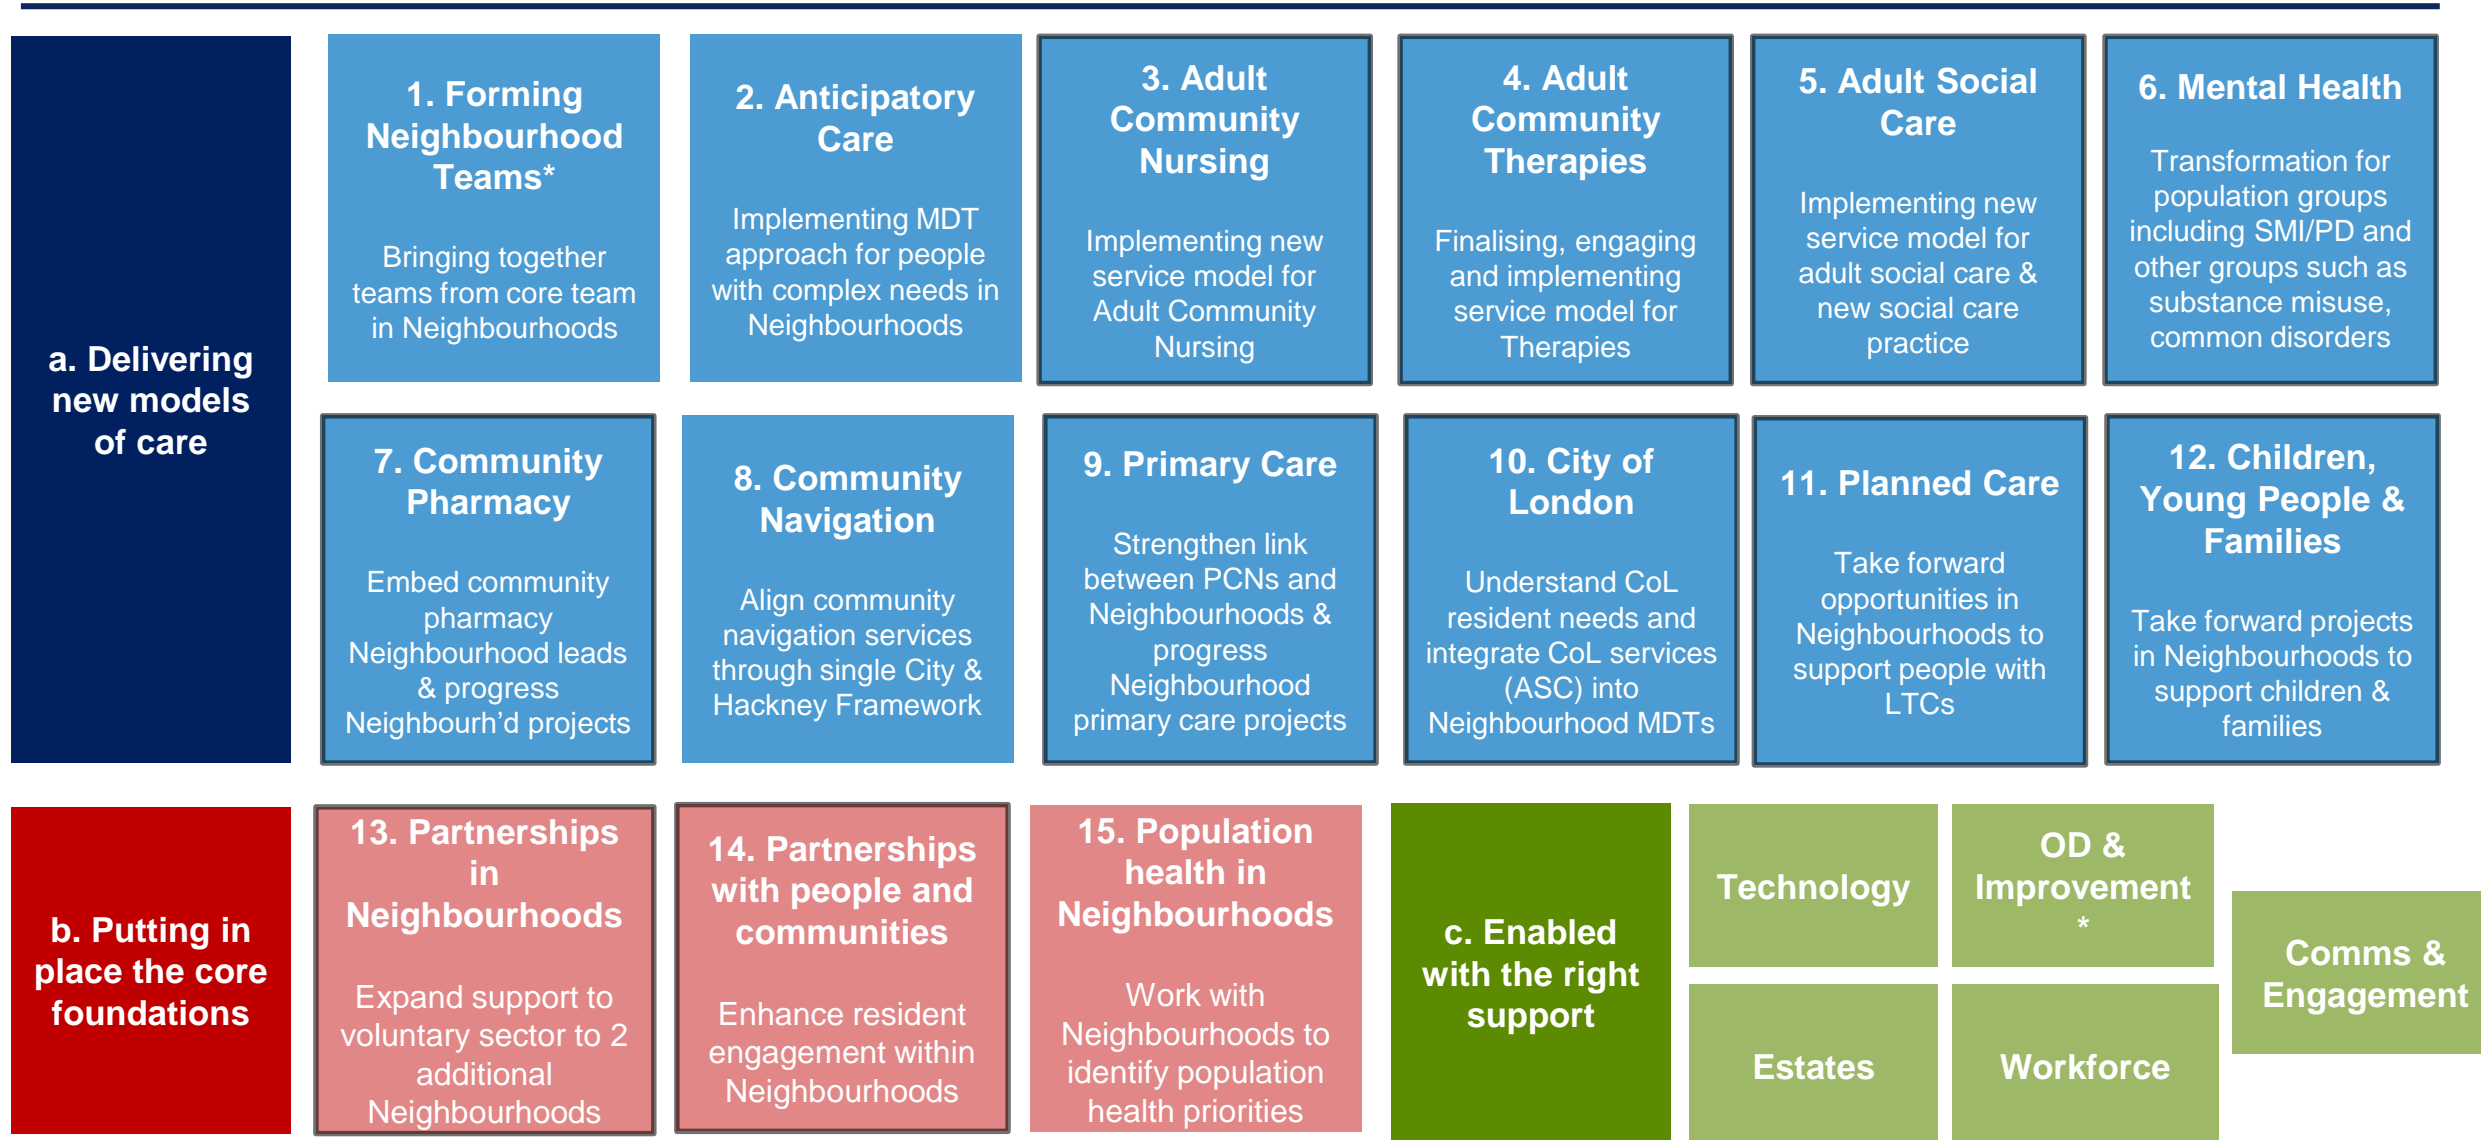 a. Delivering
new models
of care
1. Forming
Neighbourhood
Teams*
Bringing together
teams from core team
in Neighbourhoods
2. Anticipatory
Care
Implementing MDT
approach for people
with complex needs in
Neighbourhoods
3. Adult
Community
Nursing
Implementing new
service model for
Adult Community
Nursing
4. Adult
Community
Therapies
Finalising, engaging
and implementing
service model for
Therapies
5. Adult Social
Care
Implementing new
service model for
adult social care &
new social care
practice
6. Mental Health
Transformation for
population groups
including SMI/PD and
other groups such as
substance misuse,
common disorders
7. Community
Pharmacy
Embed community
pharmacy
Neighbourhood leads
& progress
Neighbourh'd projects
8. Community
Navigation
Align community
navigation services
through single City &
Hackney Framework
9. Primary Care
Strengthen link
between PCNs and
Neighbourhoods &
progress
Neighbourhood
primary care projects
10. City of
London
Understand CoL
resident needs and
integrate CoL services
(ASC) into
Neighbourhood MDTs
11. Planned Care
Take forward
opportunities in
Neighbourhoods to
support people with
LTCs
12. Children,
Young People &
Families
Take forward projects
in Neighbourhoods to
support children &
families
b. Putting in
place the core
foundations
13. Partnerships
in
Neighbourhoods
Expand support to
voluntary sector to 2
additional
Neighbourhoods
14. Partnerships
with people and
communities
Enhance resident
engagement within
Neighbourhoods
15. Population
health in
Neighbourhoods
Work with
Neighbourhoods to
identify population
health priorities
c. Enabled
with the right
support
Technology
OD &
Improvement
*
Estates
Workforce
Comms &
Engagement